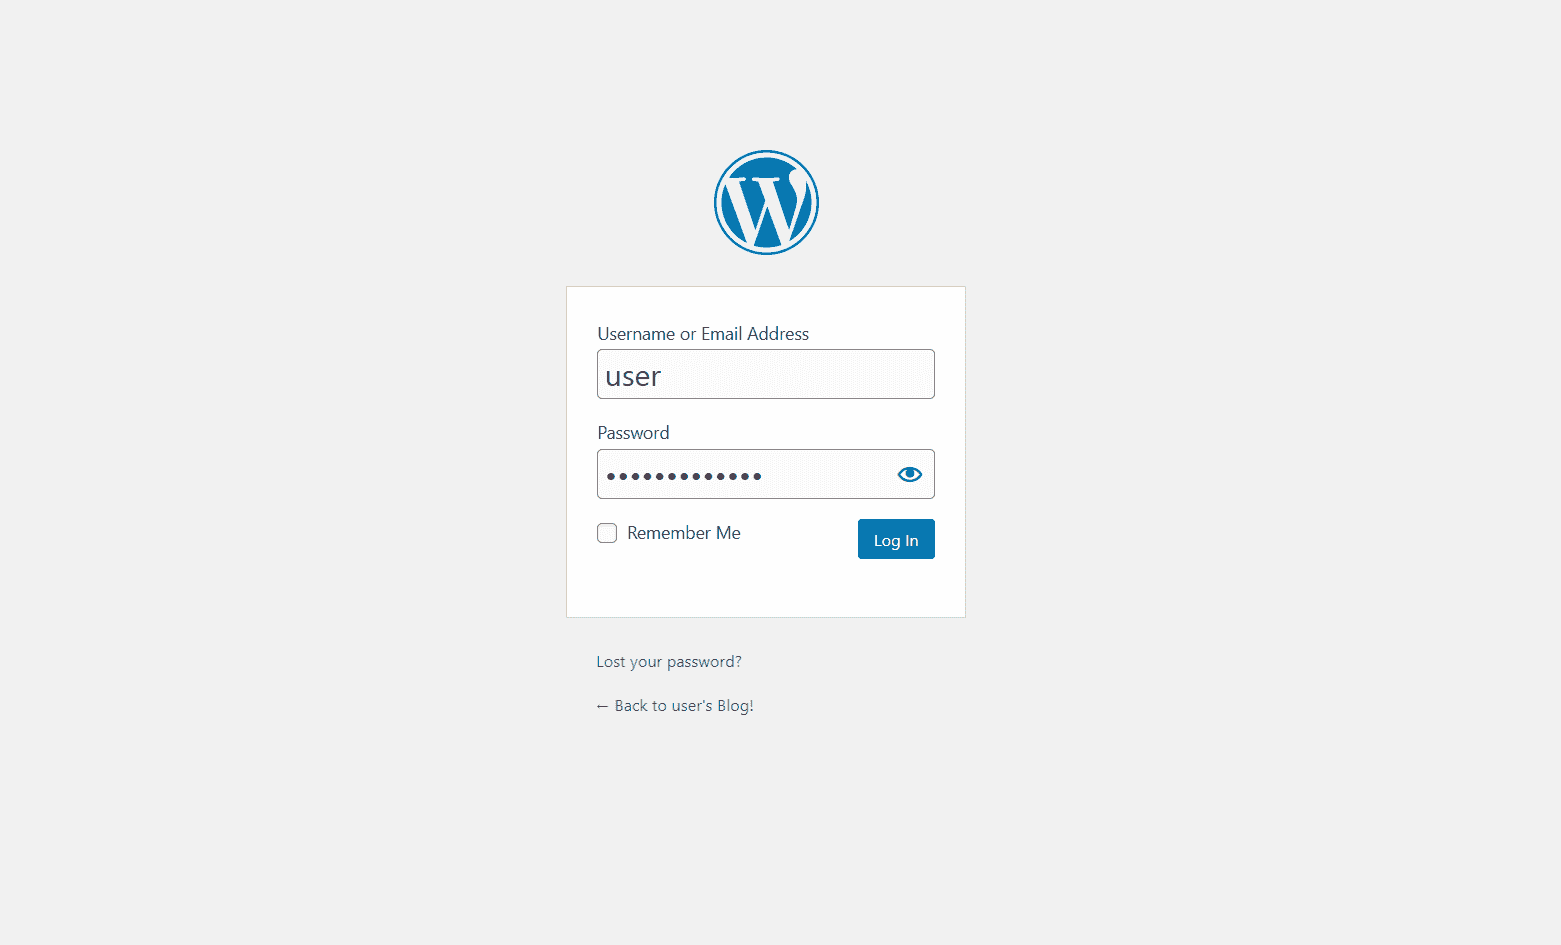 Username or Email Address
user
Password
•••••••••••••
Remember Me
Log In
Lost your password?
← Back to user's Blog!